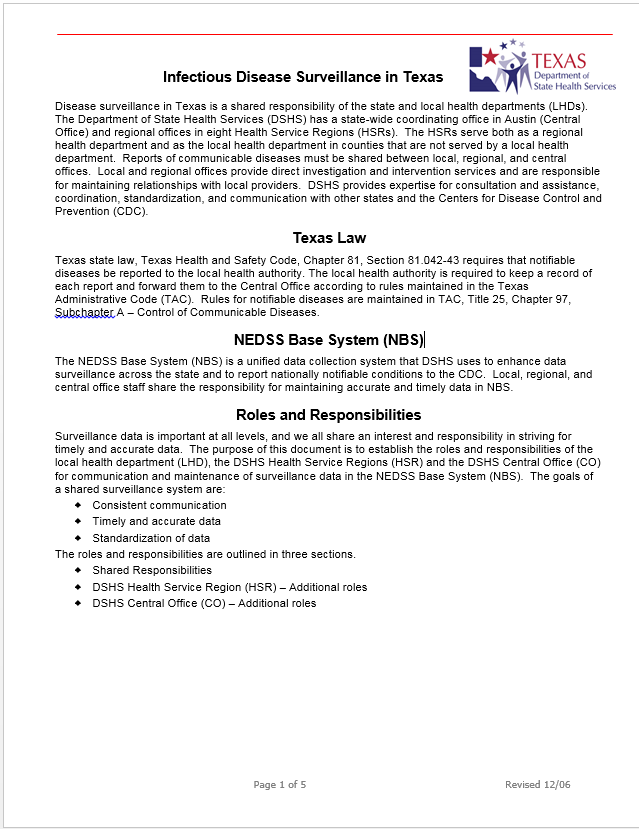 TEXAS
Department of
State Health Services
Infectious Disease Surveillance in Texas
Disease surveillance in Texas is a shared responsibility of the state and local health departments (LHDs).
The Department of State Health Services (DSHS) has a state-wide coordinating office in Austin (Central
Office) and regional offices in eight Health Service Regions (HSRs).  The HSRs serve both as a regional
health department and as the local health department in counties that are not served by a local health
department.  Reports of communicable diseases must be shared between local, regional, and central
offices.  Local and regional offices provide direct investigation and intervention services and are responsible
for maintaining relationships with local providers.  DSHS provides expertise for consultation and assistance,
coordination, standardization, and communication with other states and the Centers for Disease Control and
Prevention (CDC).
Texas Law
Texas state law, Texas Health and Safety Code, Chapter 81, Section 81.042-43 requires that notifiable
diseases be reported to the local health authority. The local health authority is required to keep a record of
each report and forward them to the Central Office according to rules maintained in the Texas
Administrative Code (TAC).  Rules for notifiable diseases are maintained in TAC, Title 25, Chapter 97,
Subchapter A – Control of Communicable Diseases.
NEDSS Base System (NBS)
The NEDSS Base System (NBS) is a unified data collection system that DSHS uses to enhance data
surveillance across the state and to report nationally notifiable conditions to the CDC.  Local, regional, and
central office staff share the responsibility for maintaining accurate and timely data in NBS.
Roles and Responsibilities
Surveillance data is important at all levels, and we all share an interest and responsibility in striving for
timely and accurate data.  The purpose of this document is to establish the roles and responsibilities of the
local health department (LHD), the DSHS Health Service Regions (HSR) and the DSHS Central Office (CO)
for communication and maintenance of surveillance data in the NEDSS Base System (NBS).  The goals of
a shared surveillance system are:
◆ Consistent communication
◆ Timely and accurate data
◆ Standardization of data
The roles and responsibilities are outlined in three sections.
◆ Shared Responsibilities
◆ DSHS Health Service Region (HSR) – Additional roles
◆ DSHS Central Office (CO) – Additional roles
Page 1 of 5
Revised 12/06